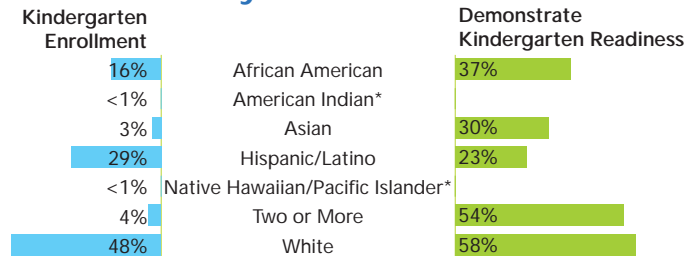 Kindergarten Enrollment
Demonstrate Kindergarten Readiness
16% African American 37%
<1% American Indian*
3% Asian 30%
29% Hispanic/Latino 23%
<1% Native Hawaiian/Pacific Islander*
4% Two or More 54%
48% White 58%